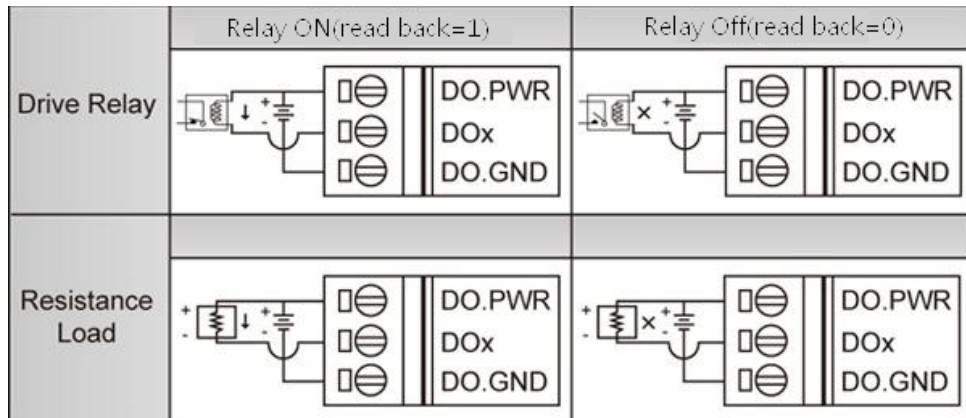 Relay ON(read back=1)
Relay Off(read back=0)
Drive Relay
+
-
DO.PWR
DOx
DO.GND
+
-
DO.PWR
DOx
DO.GND
Resistance
Load
+
-
+
-
DO.PWR
DOx
DO.GND
+
-
+
-
DO.PWR
DOx
DO.GND